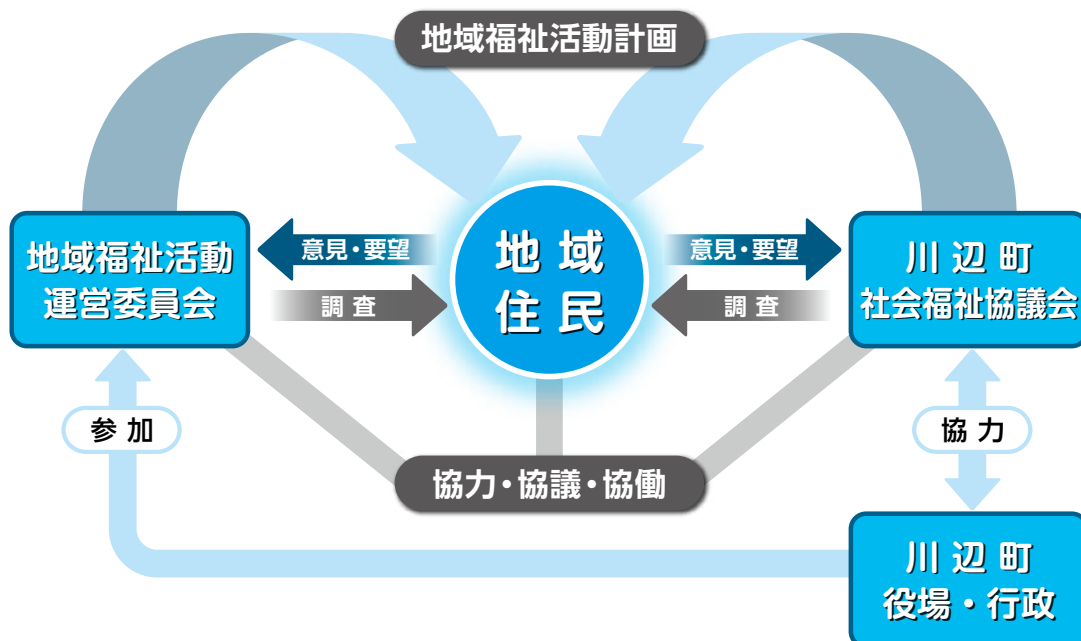 地域福祉活動計画
地域福祉活動
運営委員会
意見・要望
調査
地域
住民
意見・要望
調査
川辺町
社会福祉協議会
参加
協力
協力・協議・協働
川辺町
役場・行政